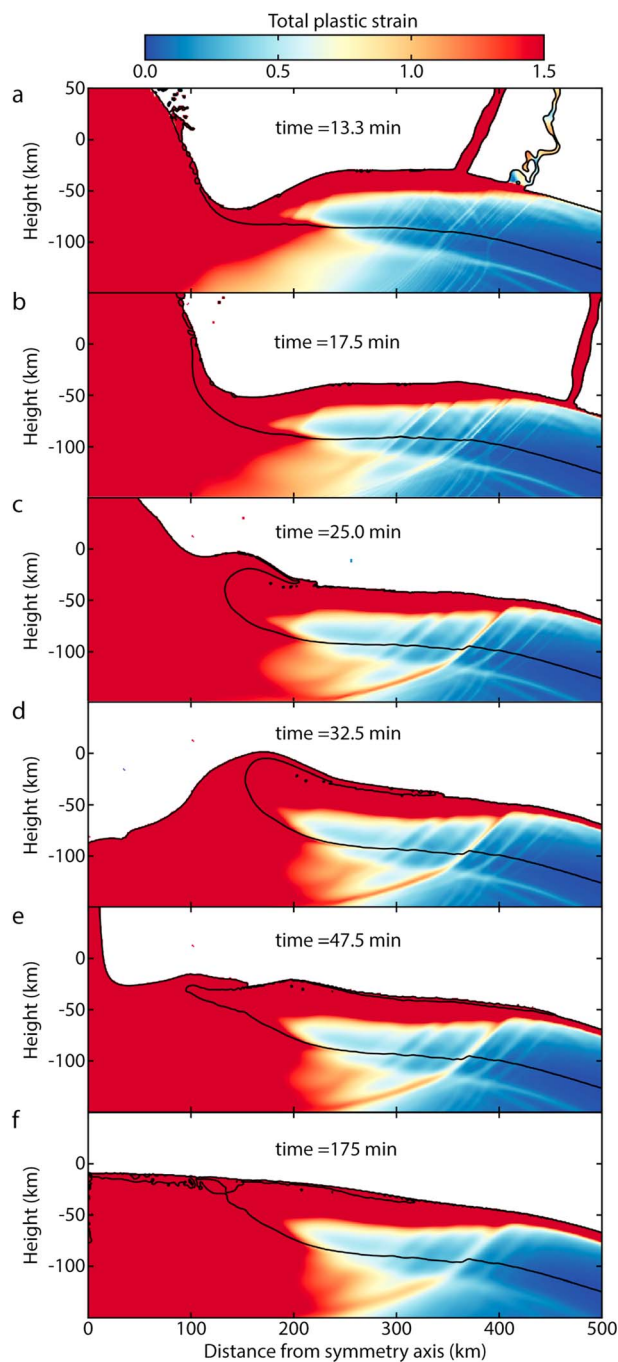 Total plastic strain
0.0 0.5 1.0 1.5
a
50
0
-50
-100
Height (km)
time =13.3 min
b
0
-50
-100
Height (km)
time =17.5 min
c
0
-50
-100
Height (km)
time =25.0 min
d
0
-50
-100
Height (km)
time =32.5 min
e
0
-50
-100
Height (km)
time =47.5 min
f
0
-50
-100
Height (km)
time =175 min
0 100 200 300 400 500
Distance from symmetry axis (km)